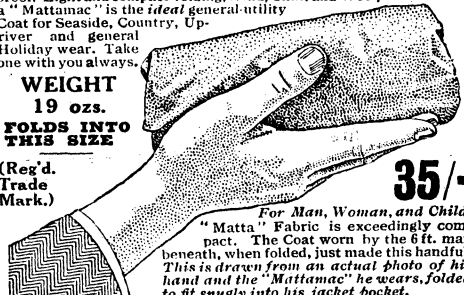 a "Mattamac" is the ideal general-utility
Coat for Seaside, Country, Up-
river and general
Holiday wear. Take
one with you always.
WEIGHT
19 ozs.
FOLDS INTO
THIS SIZE
(Reg'd.
Trade
Mark.)
35/-
For Man, Woman, and Child
"Matta" Fabric is exceedingly com
pact. The Coat worn by the 6 ft. ma
beneath, when folded, just made this handfu
This is drawn from an actual photo of hi
hand and the "Mattamac" he wears, folde
to fit snugly into his jacket pocket.